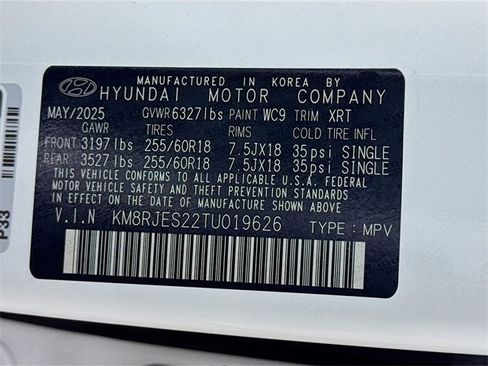 MANUFACTURED IN KOREA BY
HYUNDAI MOTOR COMPANY
MAY/2025 GVWR 6327lbs PAINT WC9 TRIM XRT
GAWR TIRES RIMS COLD TIRE INFL
FRONT 3197lbs 255/60R18 7.5JX18 35psi SINGLE
REAR 3527lbs 255/60R18 7.5JX18 35psi SINGLE
THIS VEHICLE CONFORMS TO ALL APPLICABLE U.S.A. FEDERAL
MOTOR VEHICLE SAFETY AND THEFT PREVENTION STANDARDS
IN EFFECT ON THE DATE OF MANUFACTURE SHOWN ABOVE.
V.I.N KM8RJES22TU019626 TYPE : MPV
P33